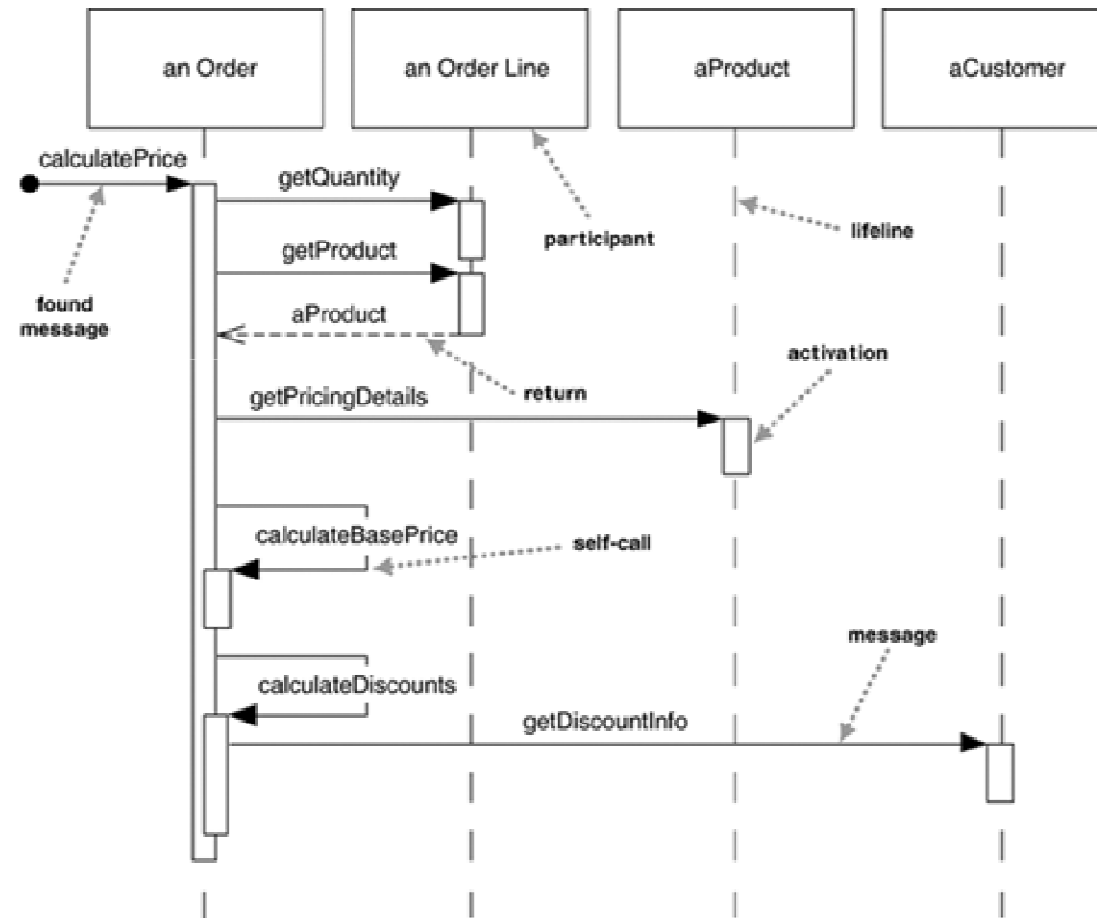 an Order
an Order Line
aProduct
aCustomer
calculatePrice
getQuantity
participant
lifeline
getProduct
found
message
aProduct
activation
return
getPricingDetails
calculateBasePrice
self-call
message
calculateDiscounts
getDiscountInfo